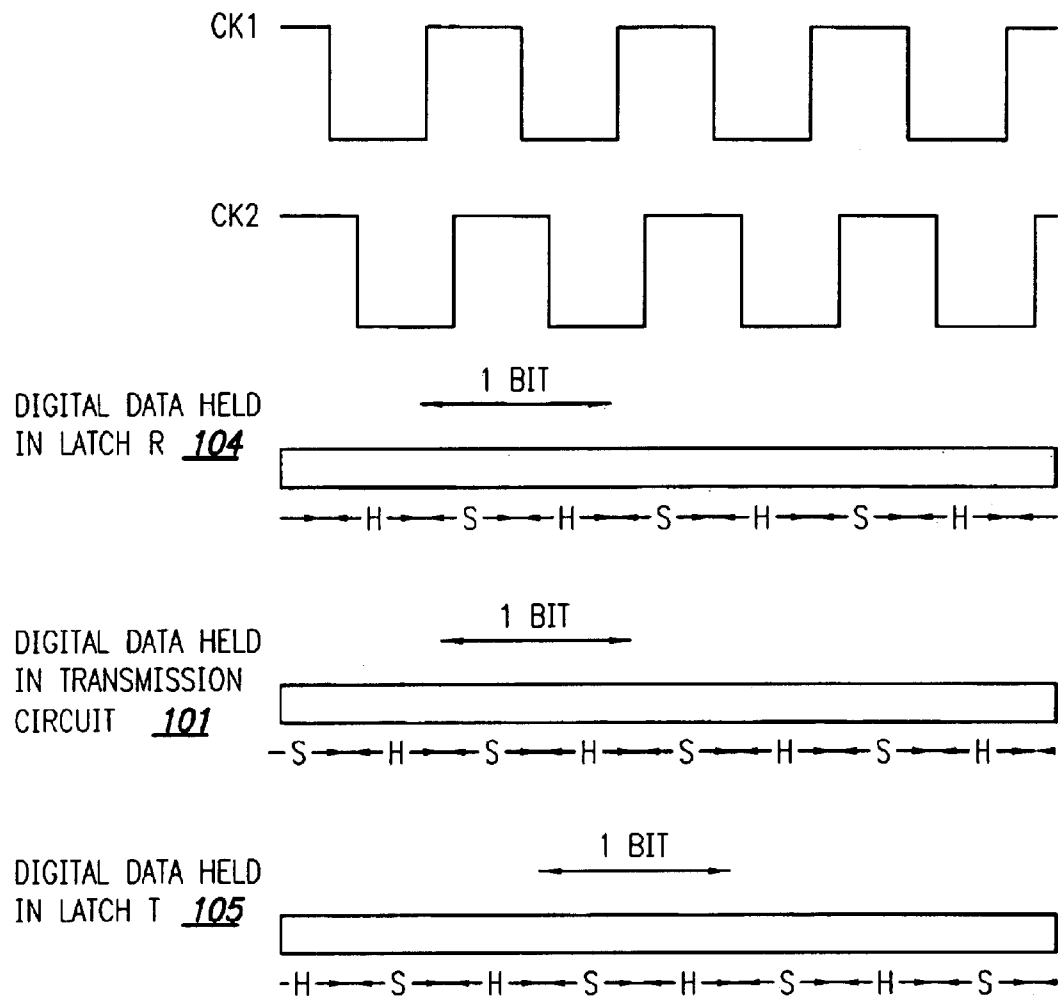 CK1
CK2
1 BIT
DIGITAL DATA HELD
IN LATCH R 104
H S H S H S H
1 BIT
DIGITAL DATA HELD
IN TRANSMISSION
CIRCUIT 101
S H S H S H S H
1 BIT
DIGITAL DATA HELD
IN LATCH T 105
H S H S H S H S